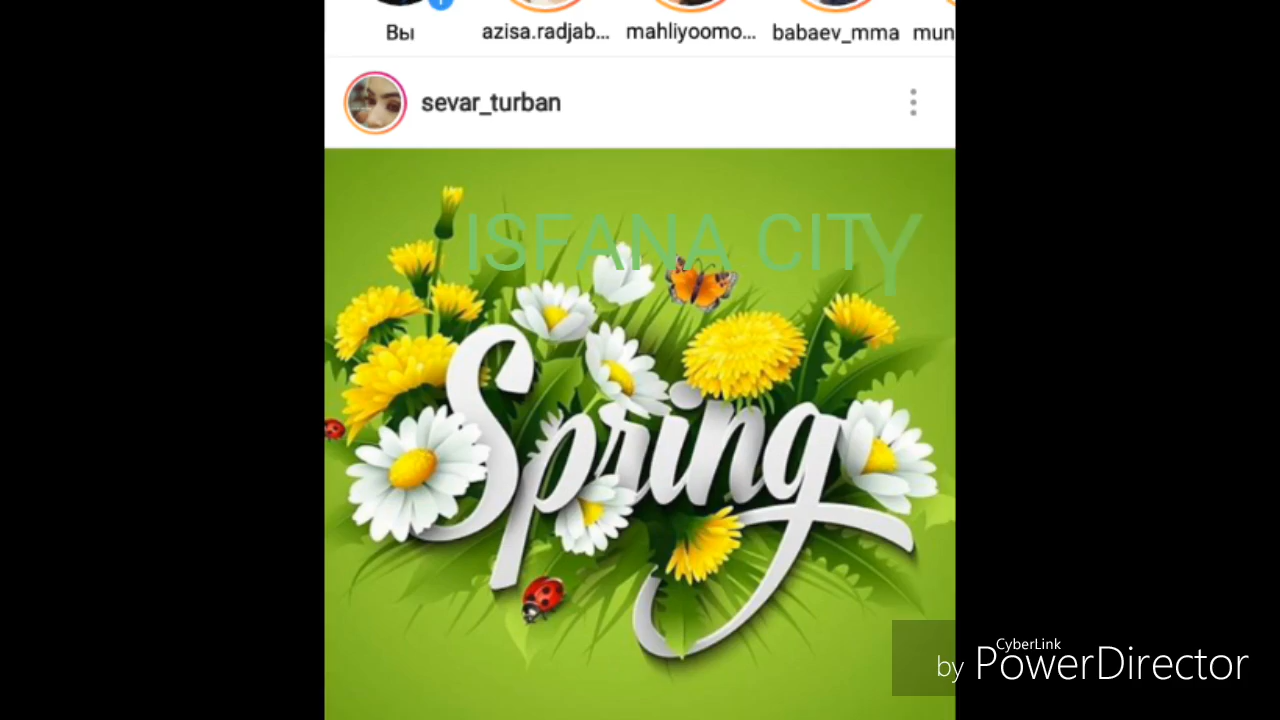 Вы azisa.radjab... mahliyoomo... babaev_mma mun
sevar_turban
ISFANA CITY
Spring
CyberLink
by PowerDirector